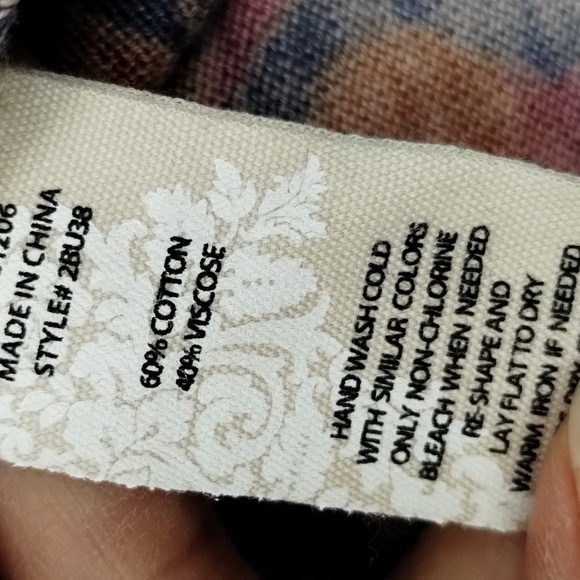 MADE IN CHINA
STYLE# 2BU38
60% COTTON
40% VISCOSE
HAND WASH COLD
WITH SIMILAR COLORS
ONLY NON-CHLORINE
BLEACH WHEN NEEDED
RE-SHAPE AND
LAY FLAT TO DRY
WARM IRON IF NEEDED